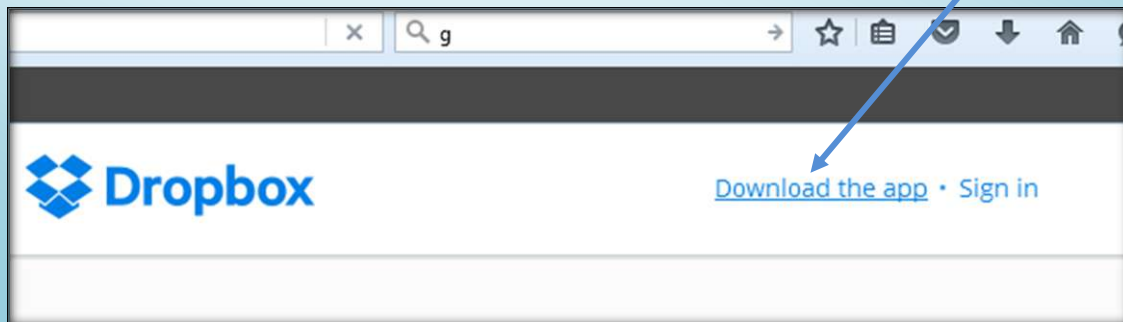 g
Dropbox
Download the app • Sign in